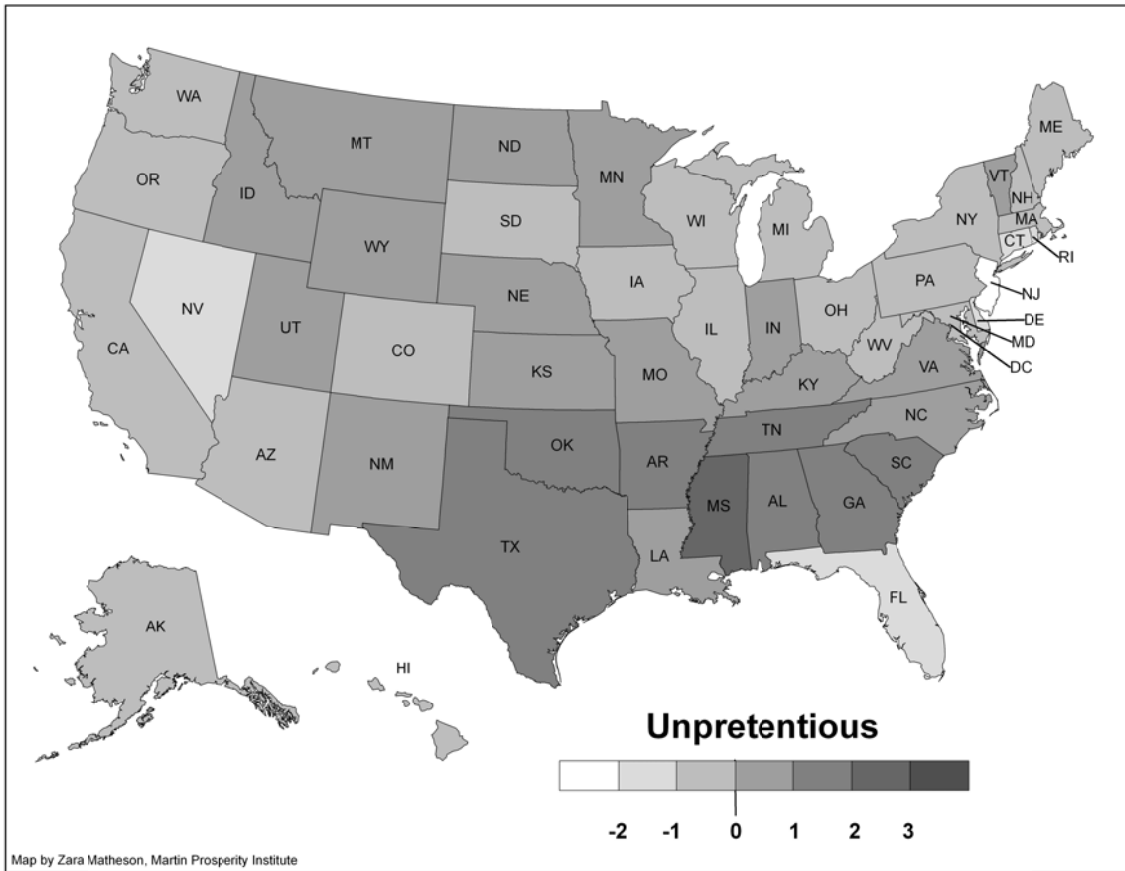 WA
MT
ND
MN
ME
VT
NH
OR
ID
SD
WI
MI
NY
MA
CT
RI
WY
IA
PA
NJ
NE
NV
UT
CO
IL
IN
OH
DE
MD
DC
CA
KS
MO
WV
VA
KY
NC
TN
AZ
NM
OK
AR
SC
MS
AL
GA
TX
LA
FL
AK
HI
Unpretentious
-2 -1 0 1 2 3
Map by Zara Matheson, Martin Prosperity Institute